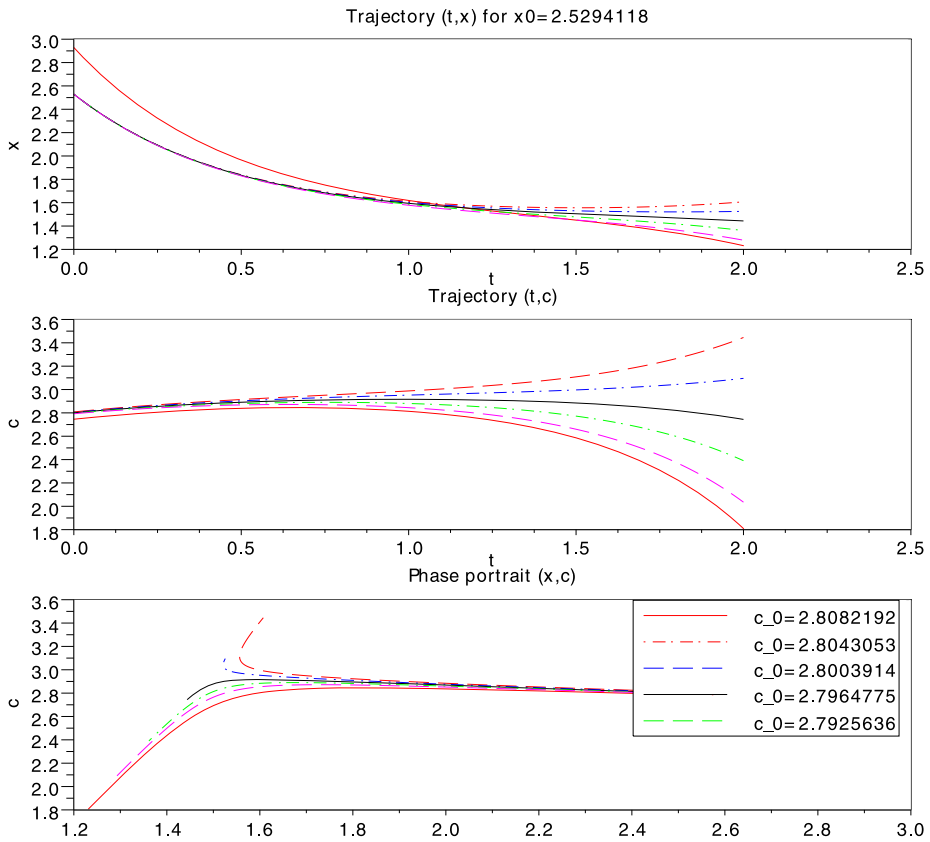 Trajectory (t,x) for x0=2.5294118
3.0
2.8
2.6
2.4
2.2
2.0
1.8
1.6
1.4
1.2
x
0.0 0.5 1.0 1.5 2.0 2.5
t
Trajectory (t,c)
3.6
3.4
3.2
3.0
2.8
2.6
2.4
2.2
2.0
1.8
c
0.0 0.5 1.0 1.5 2.0 2.5
t
Phase portrait (x,c)
3.6
3.4
3.2
3.0
2.8
2.6
2.4
2.2
2.0
1.8
c
c_0=2.8082192
c_0=2.8043053
c_0=2.8003914
c_0=2.7964775
c_0=2.7925636
1.2 1.4 1.6 1.8 2.0 2.2 2.4 2.6 2.8 3.0